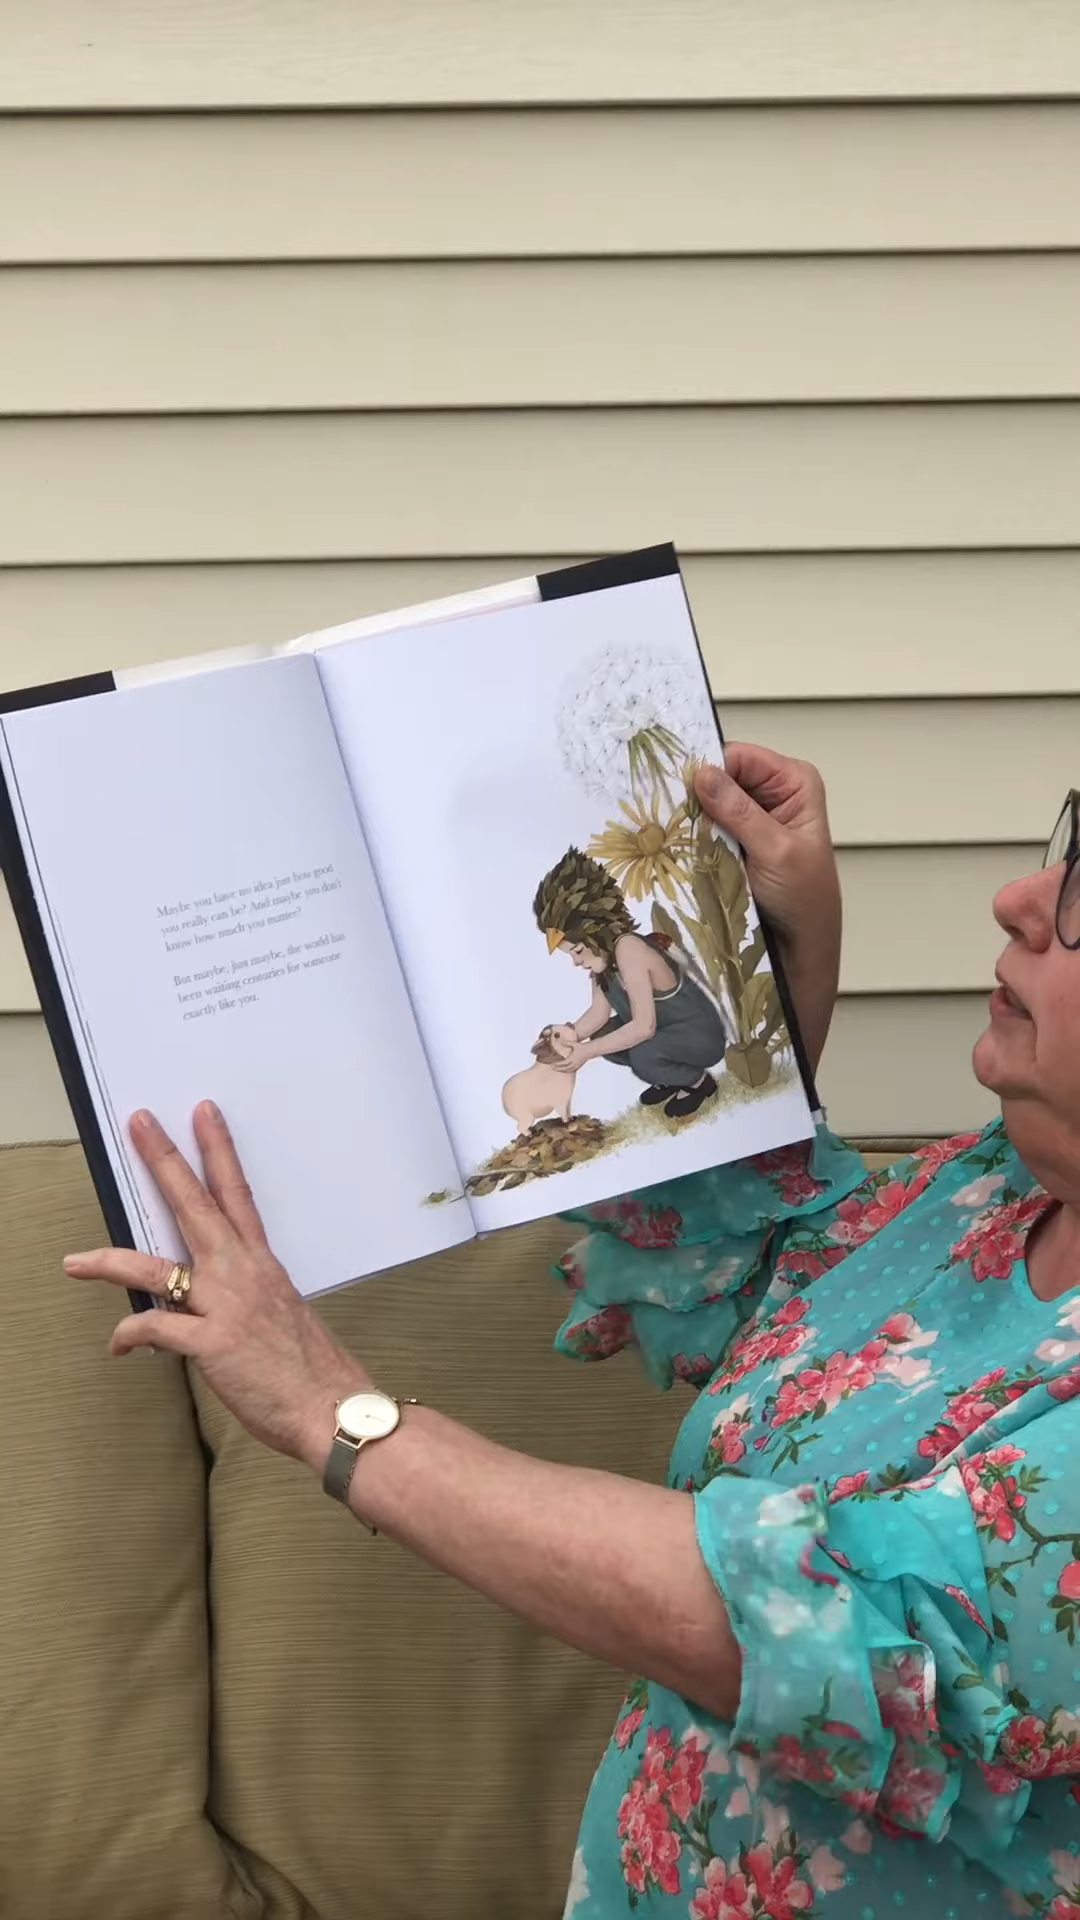 Maybe you have no idea just how good
you really can be? And maybe you don't
know how much you matter?
But maybe, just maybe, the world has
been waiting centuries for someone
exactly like you.